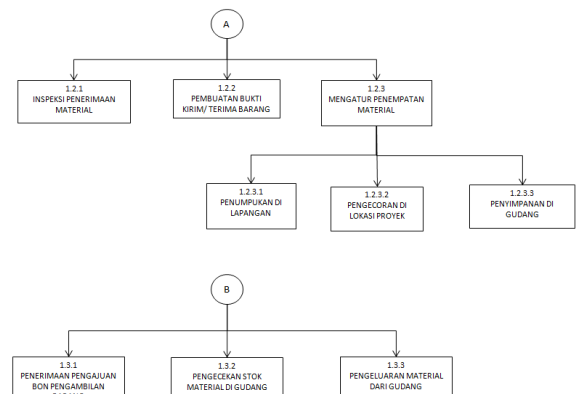 A
1.2.1
INSPEKSI PENERIMAAN
MATERIAL
1.2.2
PEMBUATAN BUKTI
KIRIM/ TERIMA BARANG
1.2.3
MENGATUR PENEMPATAN
MATERIAL
1.2.3.1
PENUMPUKAN DI
LAPANGAN
1.2.3.2
PENGECORAN DI
LOKASI PROYEK
1.2.3.3
PENYIMPANAN DI
GUDANG
B
1.3.1
PENERIMAAN PENGAJUAN
BON PENGAMBILAN
1.3.2
PENGECEKAN STOK
MATERIAL DI GUDANG
1.3.3
PENGELUARAN MATERIAL
DARI GUDANG